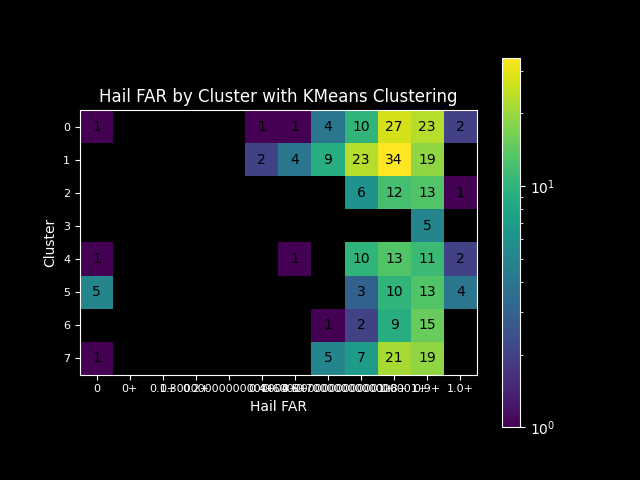 Hail FAR by Cluster with KMeans Clustering
0 1 1 1 4 10 27 23 2
1 2 4 9 23 34 19
2 6 12 13 1
3 5
4 1 1 10 13 11 2
5 5 3 10 13 4
6 1 2 9 15
7 1 5 7 21 19
0 0+ 1.0+
Hail FAR
Cluster
10¹
10⁰